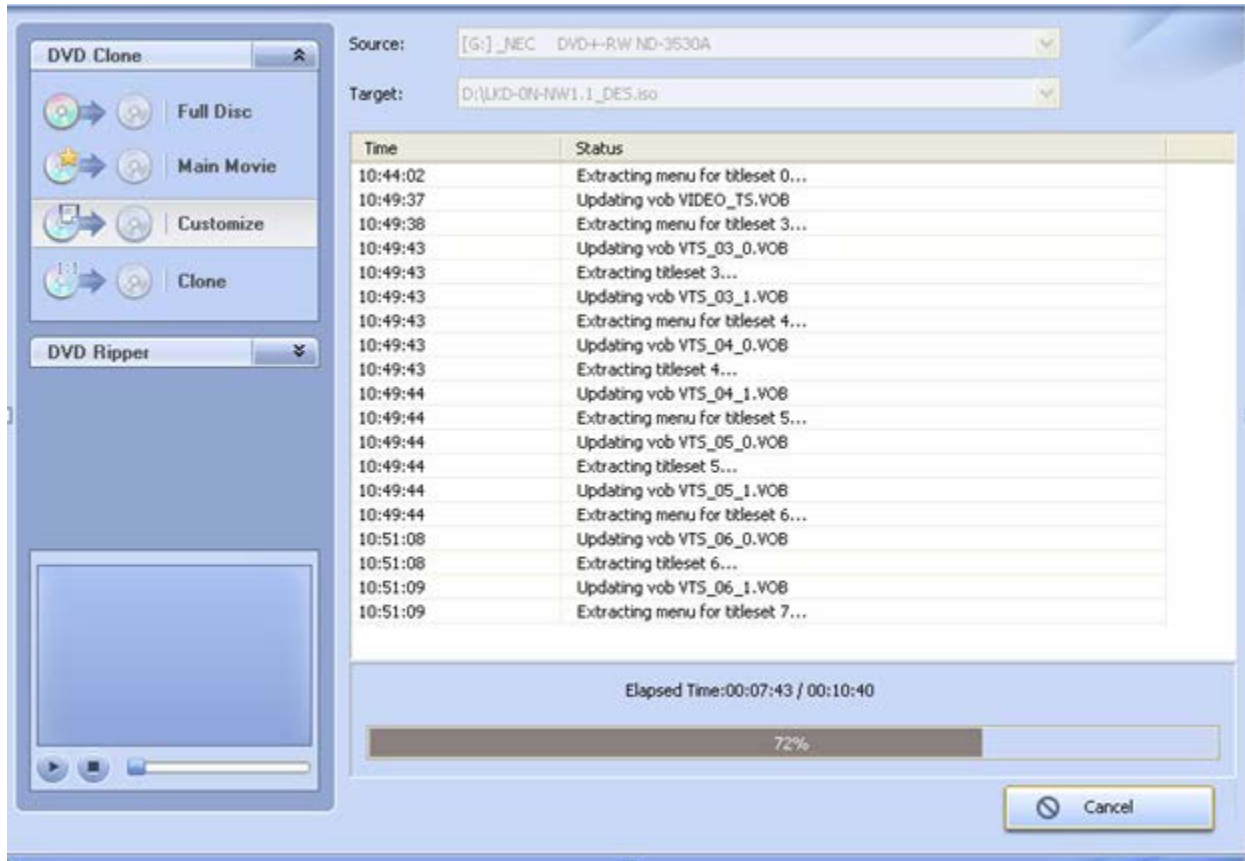 DVD Clone
Full Disc
Main Movie
Customize
1:1
Clone
DVD Ripper
Source: [G:] _NEC DVD+-RW ND-3530A
Target: D:\LKD-0N-NW1.1_DES.iso
Time Status
10:44:02 Extracting menu for titleset 0...
10:49:37 Updating vob VIDEO_TS.VOB
10:49:38 Extracting menu for titleset 3...
10:49:43 Updating vob VTS_03_0.VOB
10:49:43 Extracting titleset 3...
10:49:43 Updating vob VTS_03_1.VOB
10:49:43 Extracting menu for titleset 4...
10:49:43 Updating vob VTS_04_0.VOB
10:49:43 Extracting titleset 4...
10:49:44 Updating vob VTS_04_1.VOB
10:49:44 Extracting menu for titleset 5...
10:49:44 Updating vob VTS_05_0.VOB
10:49:44 Extracting titleset 5...
10:49:44 Updating vob VTS_05_1.VOB
10:49:44 Extracting menu for titleset 6...
10:51:08 Updating vob VTS_06_0.VOB
10:51:08 Extracting titleset 6...
10:51:09 Updating vob VTS_06_1.VOB
10:51:09 Extracting menu for titleset 7...
Elapsed Time:00:07:43 / 00:10:40
72%
Cancel